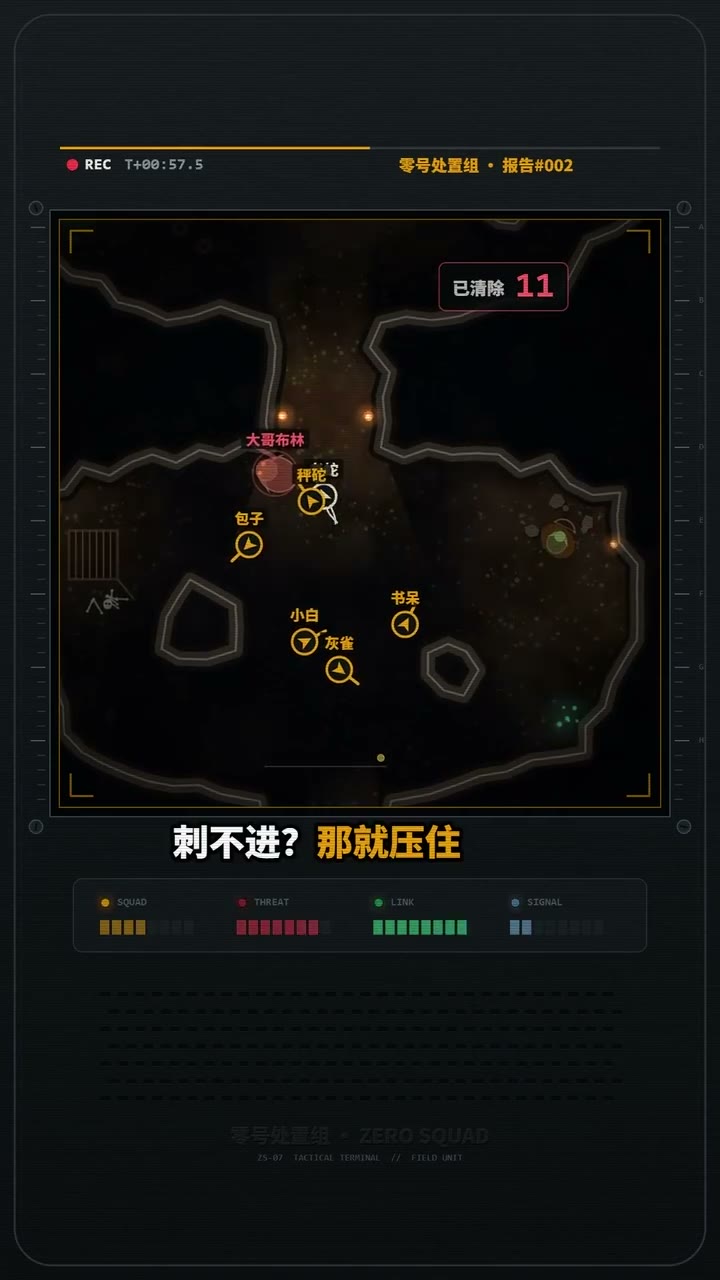 REC T+00:57.5
零号处置组 · 报告#002
已清除 11
大哥布林
秤砣
包子
书呆
小白
灰雀
刺不进？那就压住
SQUAD
THREAT
LINK
SIGNAL
零号处置组 · ZERO SQUAD
ZS-07 TACTICAL TERMINAL // FIELD UNIT